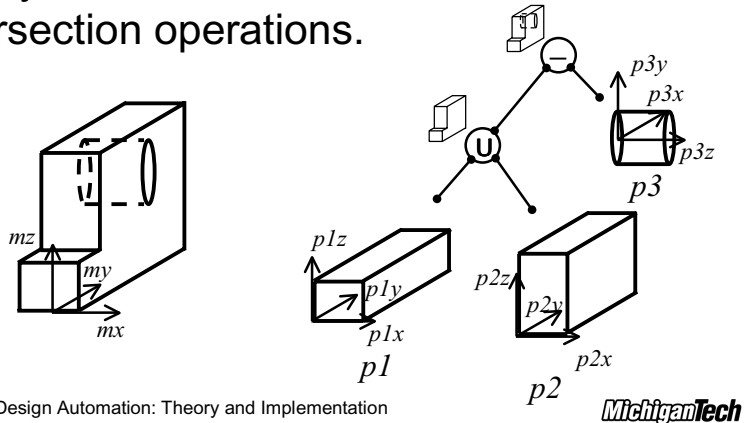 rsection operations.
mz
my
mx
−
U
p3y
p3x
p3z
p3
p1z
p1y
p1x
p1
p2z
p2y
p2x
p2
Design Automation: Theory and Implementation
MichiganTech